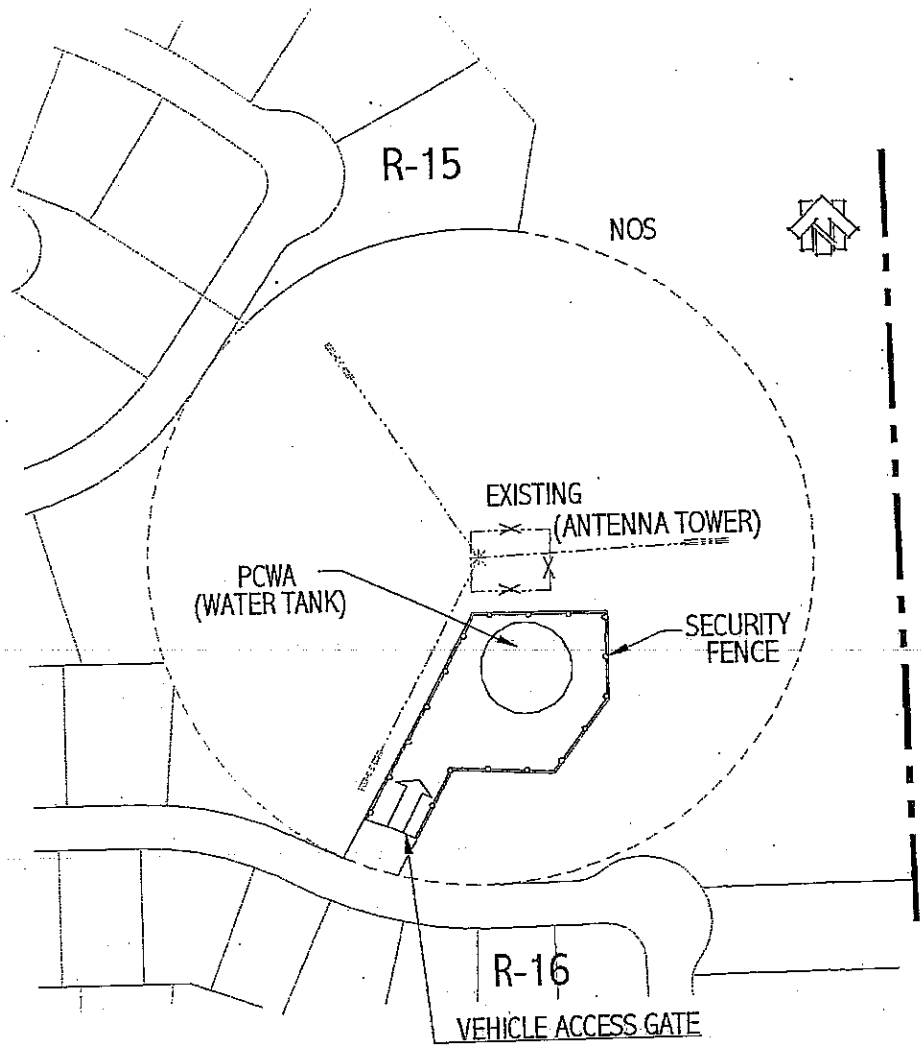 R-15
NOS
N
EXISTING
(ANTENNA TOWER)
PCWA
(WATER TANK)
SECURITY
FENCE
R-16
VEHICLE ACCESS GATE